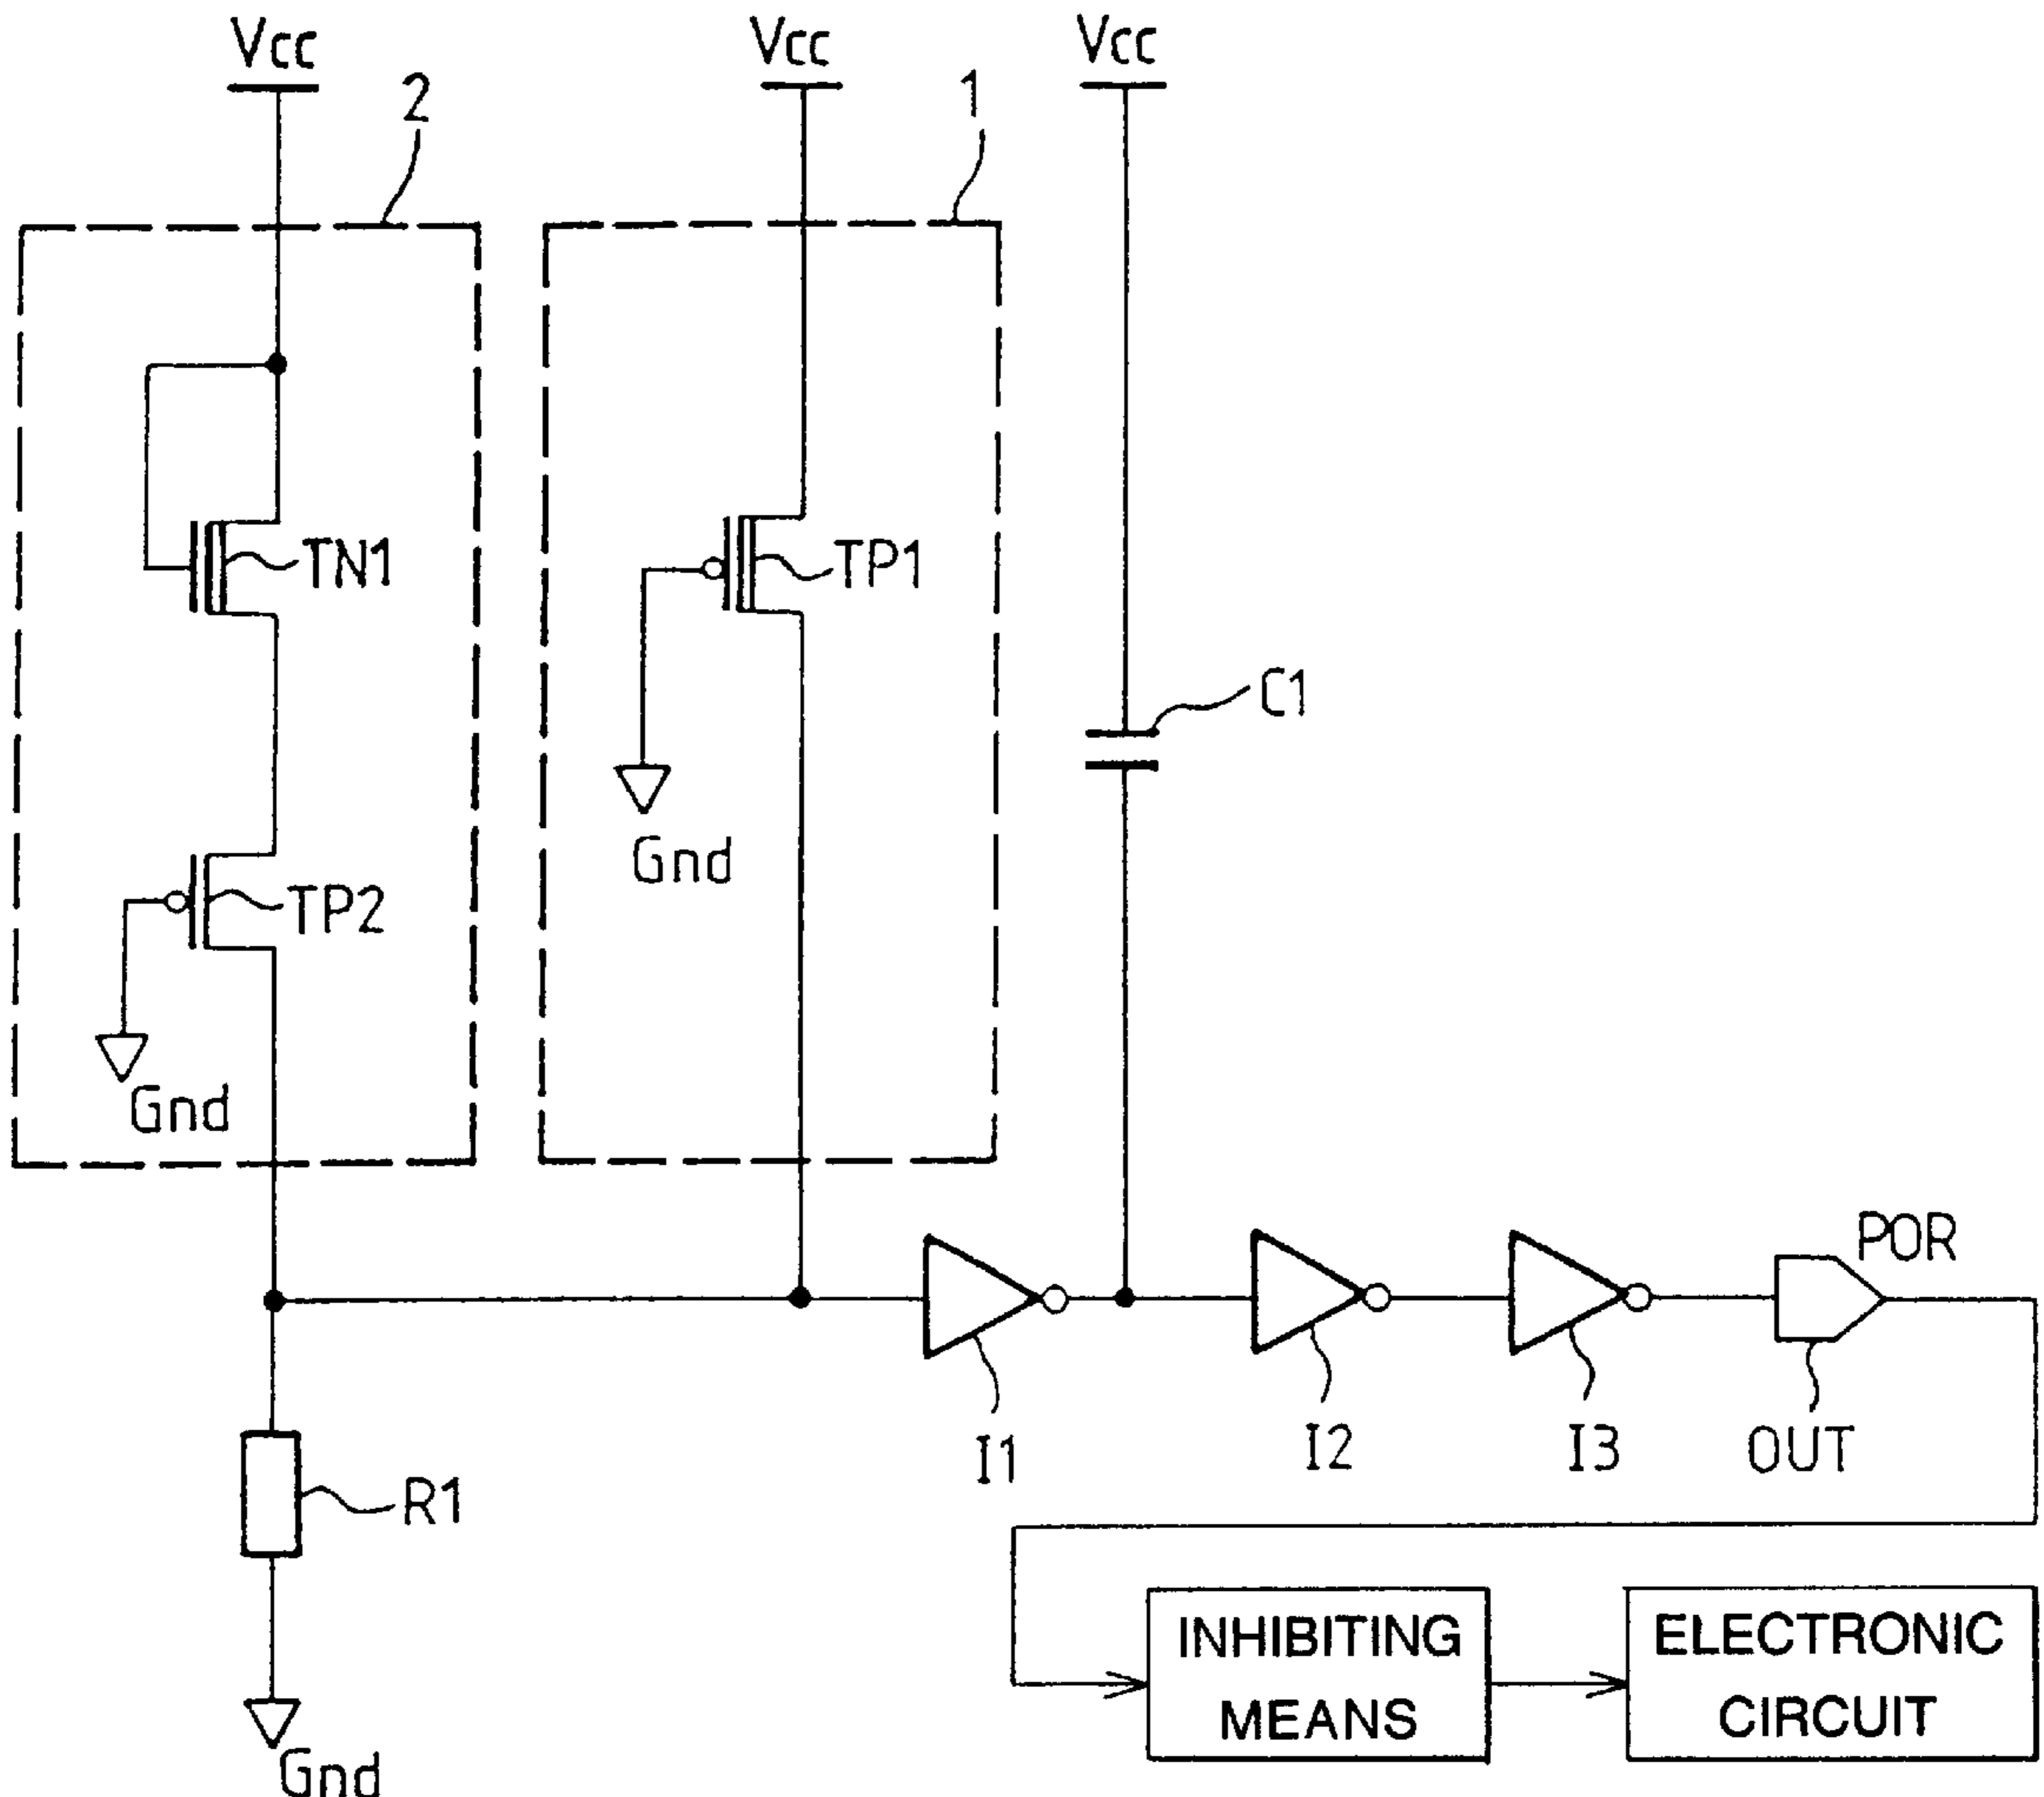 Vcc
Vcc
Vcc
2
1
TN1
TP1
C1
Gnd
TP2
Gnd
POR
I1
I2
I3
OUT
R1
INHIBITING
MEANS
ELECTRONIC
CIRCUIT
Gnd